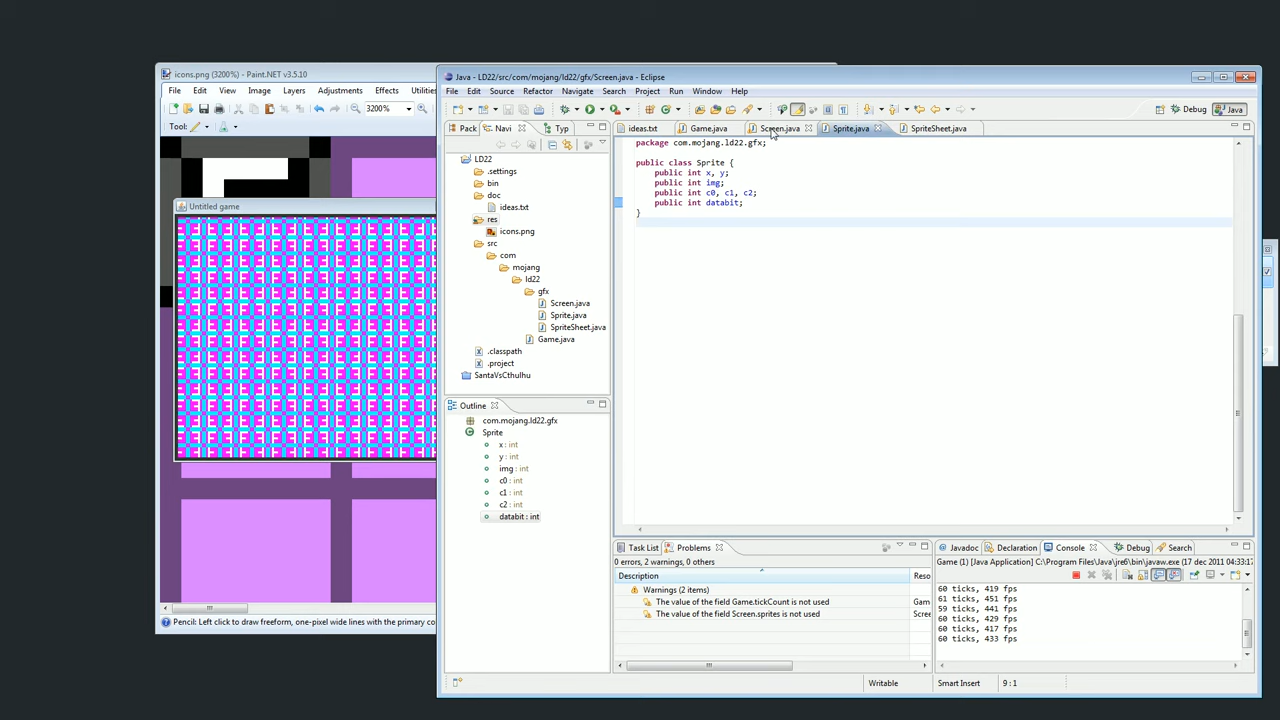 icons.png (3200%) - Paint.NET v3.5.10
File Edit View Image Layers Adjustments Effects Utilities
3200%
Tool:
Untitled game
Pencil: Left click to draw freeform, one-pixel wide lines with the primary co
Java - LD22/src/com/mojang/ld22/gfx/Screen.java - Eclipse
File Edit Source Refactor Navigate Search Project Run Window Help
Debug Java
Pack Navi Typ
LD22
.settings
bin
doc
ideas.txt
res
icons.png
src
com
mojang
ld22
gfx
Screen.java
Sprite.java
SpriteSheet.java
Game.java
.classpath
.project
SantaVsCthulhu
Outline
com.mojang.ld22.gfx
Sprite
x : int
y : int
img : int
c0 : int
c1 : int
c2 : int
databit : int
ideas.txt Game.java Screen.java Sprite.java SpriteSheet.java
package com.mojang.ld22.gfx;
public class Sprite {
public int x, y;
public int img;
public int c0, c1, c2;
public int databit;
}
Task List Problems
0 errors, 2 warnings, 0 others
Description Reso
Warnings (2 items)
The value of the field Game.tickCount is not used Gam
The value of the field Screen.sprites is not used Scre
Javadoc Declaration Console Debug Search
Game (1) [Java Application] C:\Program Files\Java\jre6\bin\javaw.exe (17 dec 2011 04:33:17
60 ticks, 419 fps
61 ticks, 451 fps
59 ticks, 441 fps
60 ticks, 429 fps
60 ticks, 417 fps
60 ticks, 433 fps
Writable Smart Insert 9 : 1